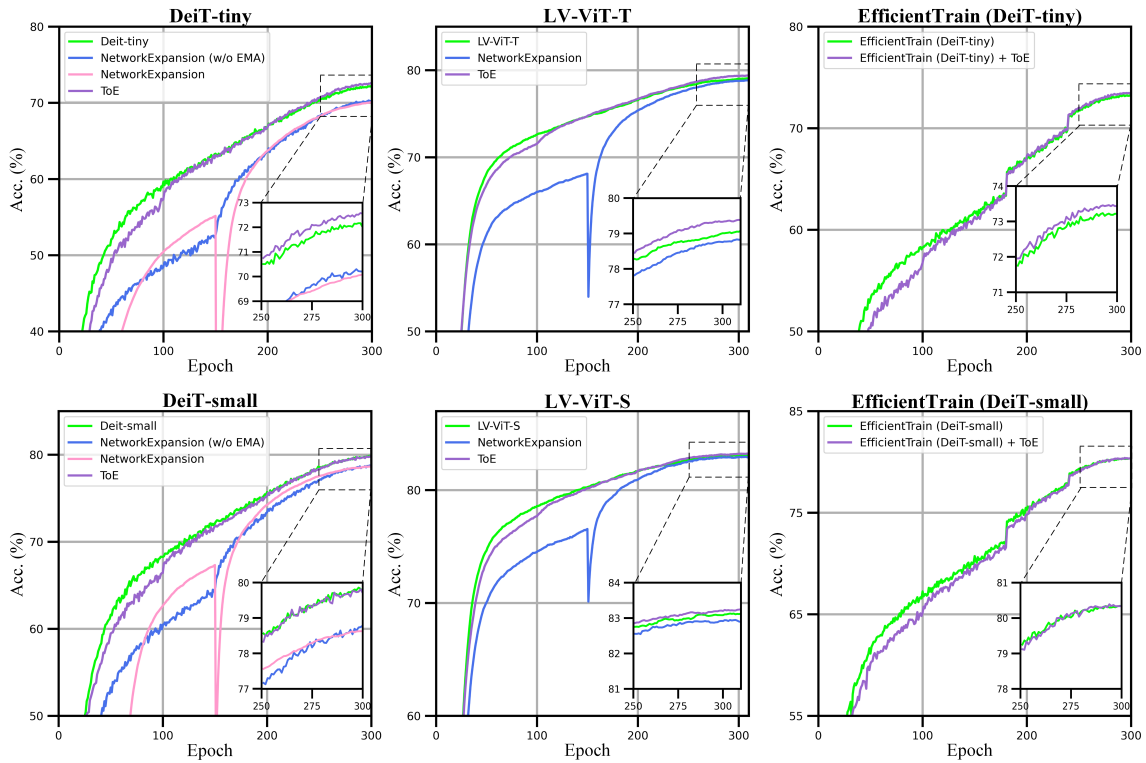 DeiT-tiny
Acc. (%)
80
70
60
50
40
Deit-tiny
NetworkExpansion (w/o EMA)
NetworkExpansion
ToE
73
72
71
70
69
250 275 300
0 100 200 300
Epoch
LV-ViT-T
Acc. (%)
80
70
60
50
LV-ViT-T
NetworkExpansion
ToE
80
79
78
77
250 275 300
0 100 200 300
Epoch
EfficientTrain (DeiT-tiny)
Acc. (%)
80
70
60
50
EfficientTrain (DeiT-tiny)
EfficientTrain (DeiT-tiny) + ToE
74
73
72
71
250 275 300
0 100 200 300
Epoch
DeiT-small
Acc. (%)
80
70
60
50
Deit-small
NetworkExpansion (w/o EMA)
NetworkExpansion
ToE
80
79
78
77
250 275 300
0 100 200 300
Epoch
LV-ViT-S
Acc. (%)
80
70
60
LV-ViT-S
NetworkExpansion
ToE
84
83
82
81
250 275 300
0 100 200 300
Epoch
EfficientTrain (DeiT-small)
Acc. (%)
85
75
65
55
EfficientTrain (DeiT-small)
EfficientTrain (DeiT-small) + ToE
81
80
79
78
250 275 300
0 100 200 300
Epoch